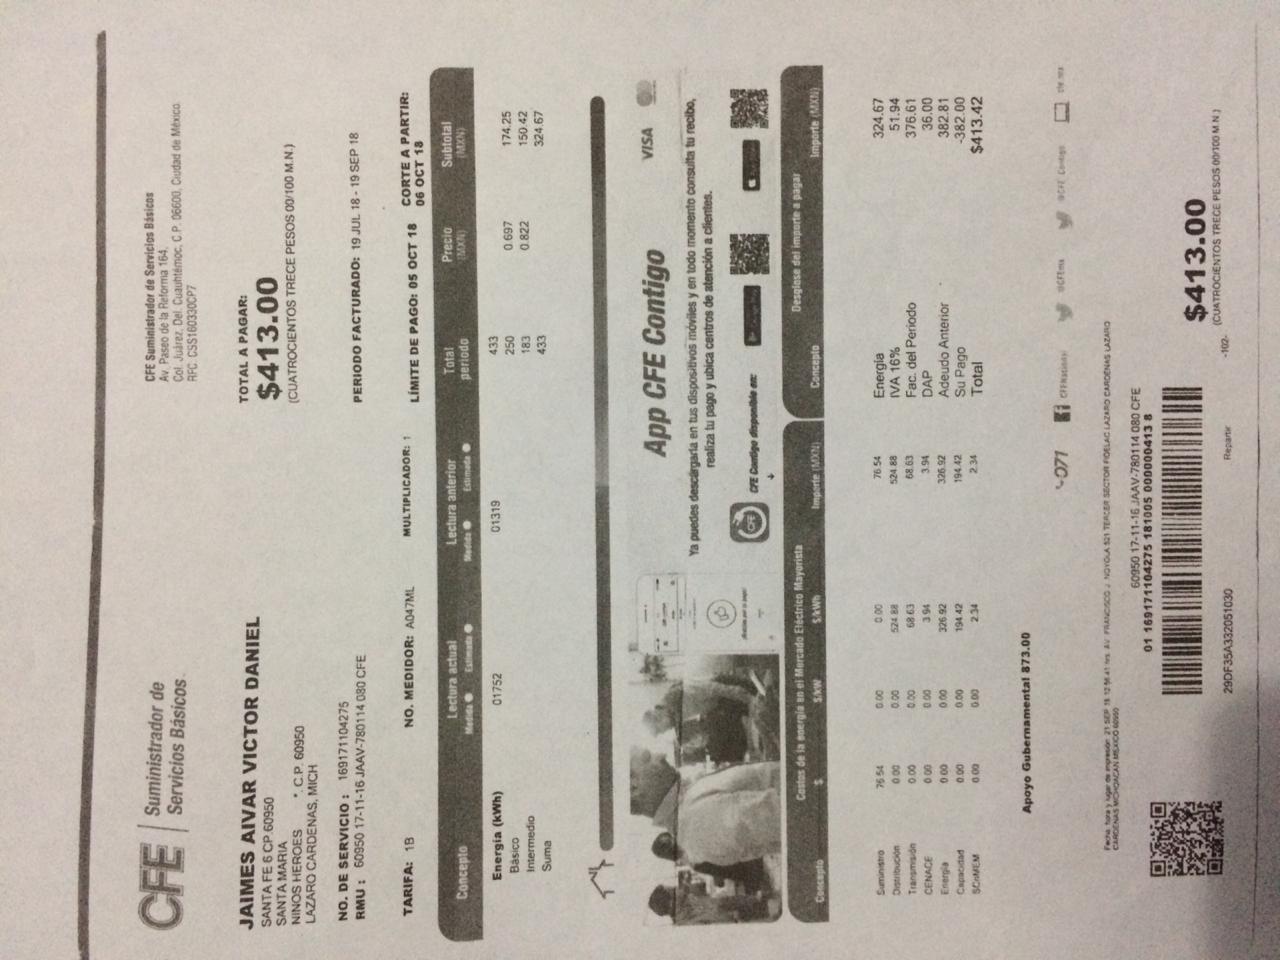 CFE Suministrador de
Servicios Básicos
CFE Suministrador de Servicios Básicos
Av. Paseo de la Reforma 164,
Col. Juárez, Del. Cuauhtémoc, C.P. 06600, Ciudad de México.
RFC. CSS160330CP7
JAIMES AIVAR VICTOR DANIEL
SANTA FE 6 CP.60950
SANTA MARIA
NINOS HEROES *. C.P. 60950
LAZARO CARDENAS, MICH
TOTAL A PAGAR:
$413.00
(CUATROCIENTOS TRECE PESOS 00/100 M.N.)
NO. DE SERVICIO : 169171104275
RMU : 60950 17-11-16 JAAV-780114 080 CFE
PERIODO FACTURADO: 19 JUL 18 - 19 SEP 18
TARIFA: 1B NO. MEDIDOR: A047ML MULTIPLICADOR: 1
LÍMITE DE PAGO: 05 OCT 18 CORTE A PARTIR:
06 OCT 18
Concepto Lectura actual Lectura anterior Total periodo Precio (MXN) Subtotal (MXN)
Medida Estimada Medida Estimada
Energía (kWh) 01752 01319 433
Básico 250 0.697 174.25
Intermedio 183 0.822 150.42
Suma 433 324.67
App CFE Contigo VISA
Ya puedes descargarla en tus dispositivos móviles y en todo momento consulta tu recibo,
realiza tu pago y ubica centros de atención a clientes.
CFE CFE Contigo disponible en:
Costos de la energía en el Mercado Eléctrico Mayorista
Concepto $ $/kW $/kWh Importe (MXN)
Suministro 76.54 0.00 0.00 76.54
Distribución 0.00 0.00 524.88 524.88
Transmisión 0.00 0.00 68.63 68.63
CENACE 0.00 0.00 3.94 3.94
Energía 0.00 0.00 326.92 326.92
Capacidad 0.00 0.00 194.42 194.42
SCnMEM 0.00 0.00 2.34 2.34
Desglose del importe a pagar
Concepto Importe (MXN)
Energía 324.67
IVA 16% 51.94
Fac. del Periodo 376.61
DAP 36.00
Adeudo Anterior 382.81
Su Pago -382.00
Total $413.42
Apoyo Gubernamental 873.00
071 CFENacional @CFEmx @CFE_Contigo cfe.mx
Fecha, hora y lugar de impresión: 21 SEP 18 12:56:41 hrs. AV. FRANCISCO J. NOYOLA 521 TERCER SECTOR FIDELAC LAZARO CARDENAS LAZARO
CARDENAS MICHOACAN MEXICO 60950
60950 17-11-16 JAAV-780114 080 CFE
01 169171104275 181005 000000413 8
29DF35A332051030 Repartir -102-
$413.00
(CUATROCIENTOS TRECE PESOS 00/100 M.N.)